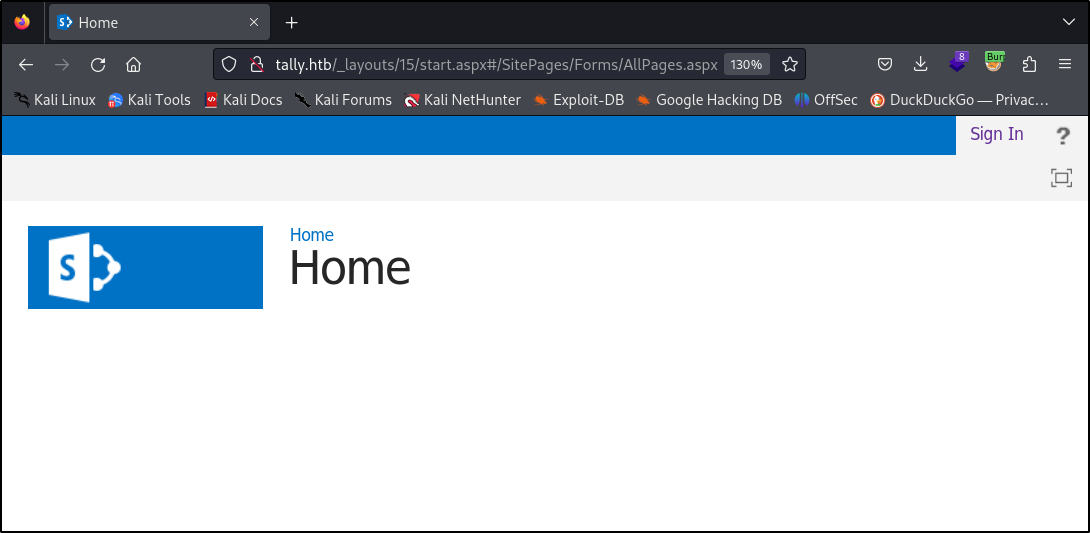 Home
tally.htb/_layouts/15/start.aspx#/SitePages/Forms/AllPages.aspx 130% 8 Burr
Kali Linux Kali Tools Kali Docs Kali Forums Kali NetHunter Exploit-DB Google Hacking DB OffSec DuckDuckGo — Privac…
Sign In ?
S
Home
Home